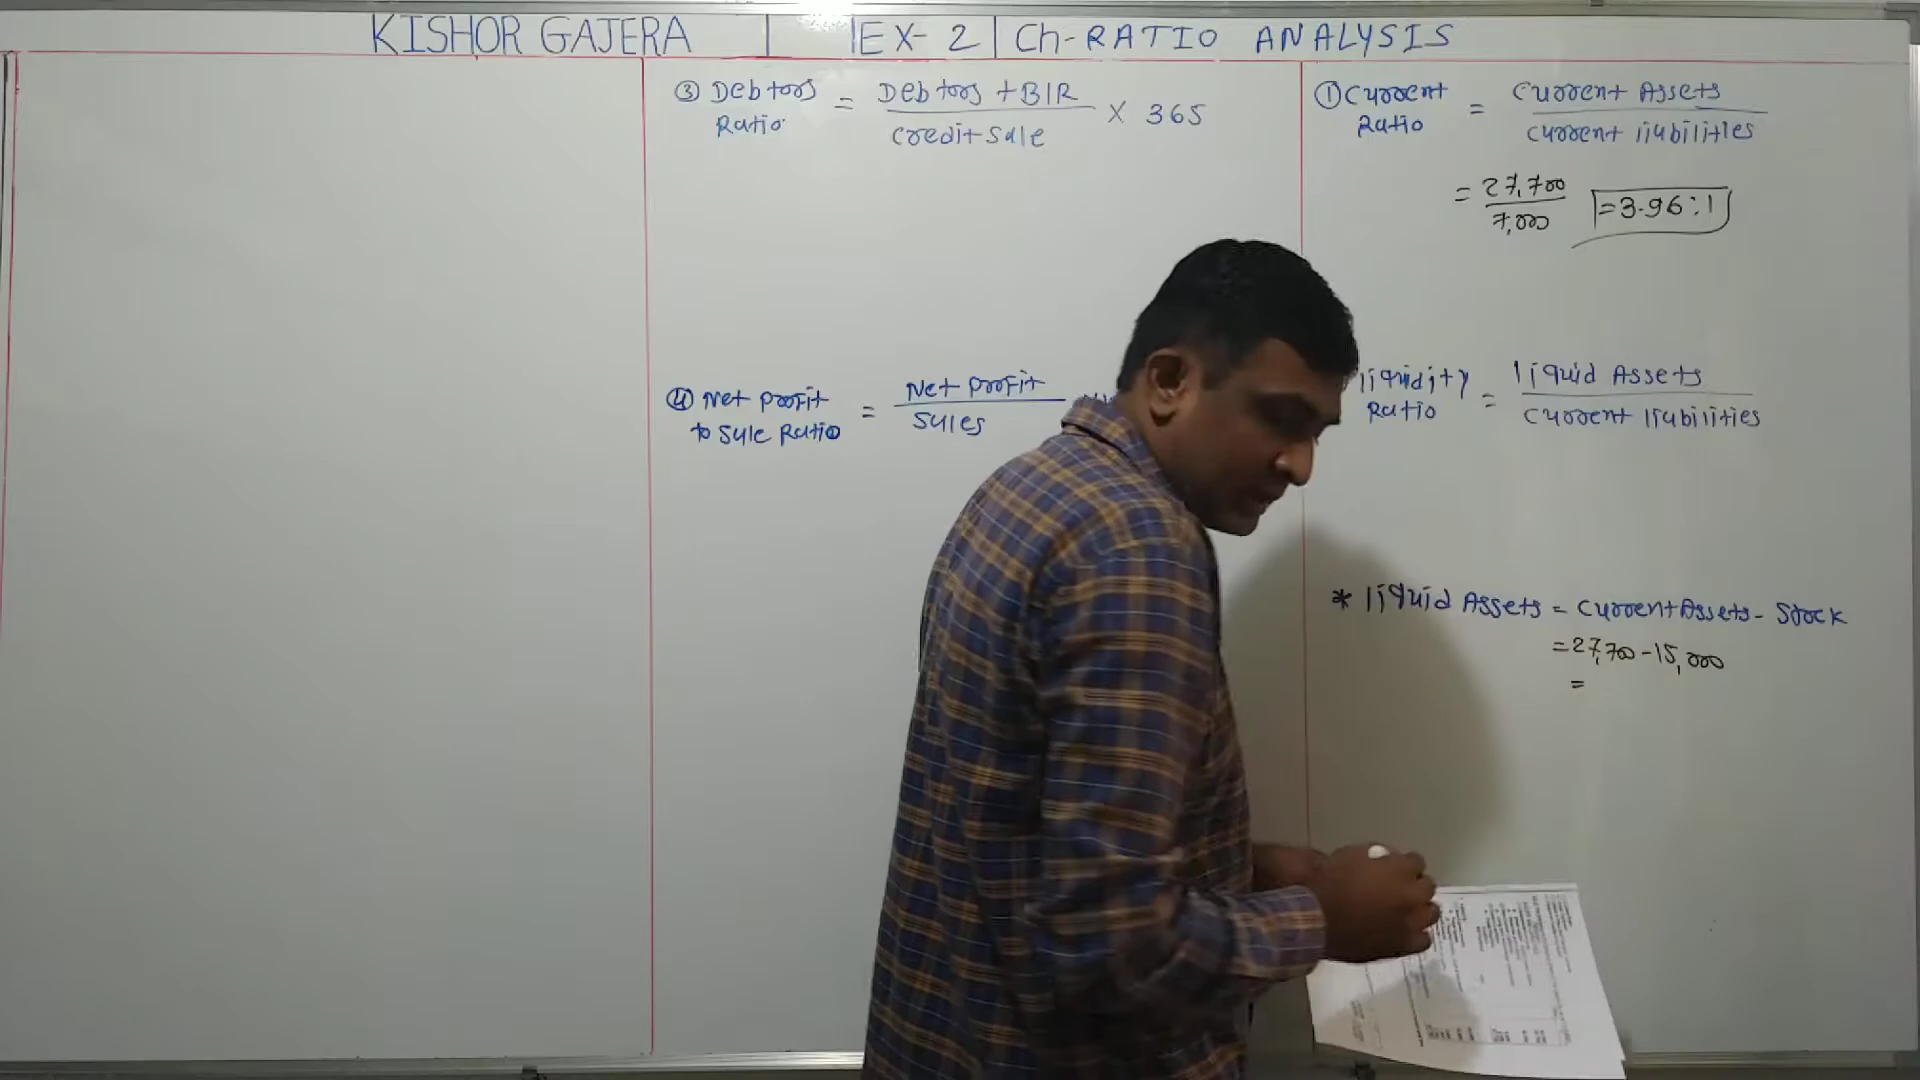 KISHOR GAJERA | EX-2 | Ch-RATIO ANALYSIS
③ Debtors Ratio = Debtors + B/R
credit sale
× 365
④ Net profit to Sale Ratio = Net profit
Sales
① Current Ratio = Current Assets
Current liabilities
= 27,700
7,000
= 3.96:1
liquidity Ratio = liquid Assets
Current liabilities
* liquid Assets = Current Assets - Stock
= 27,700 - 15,000
=